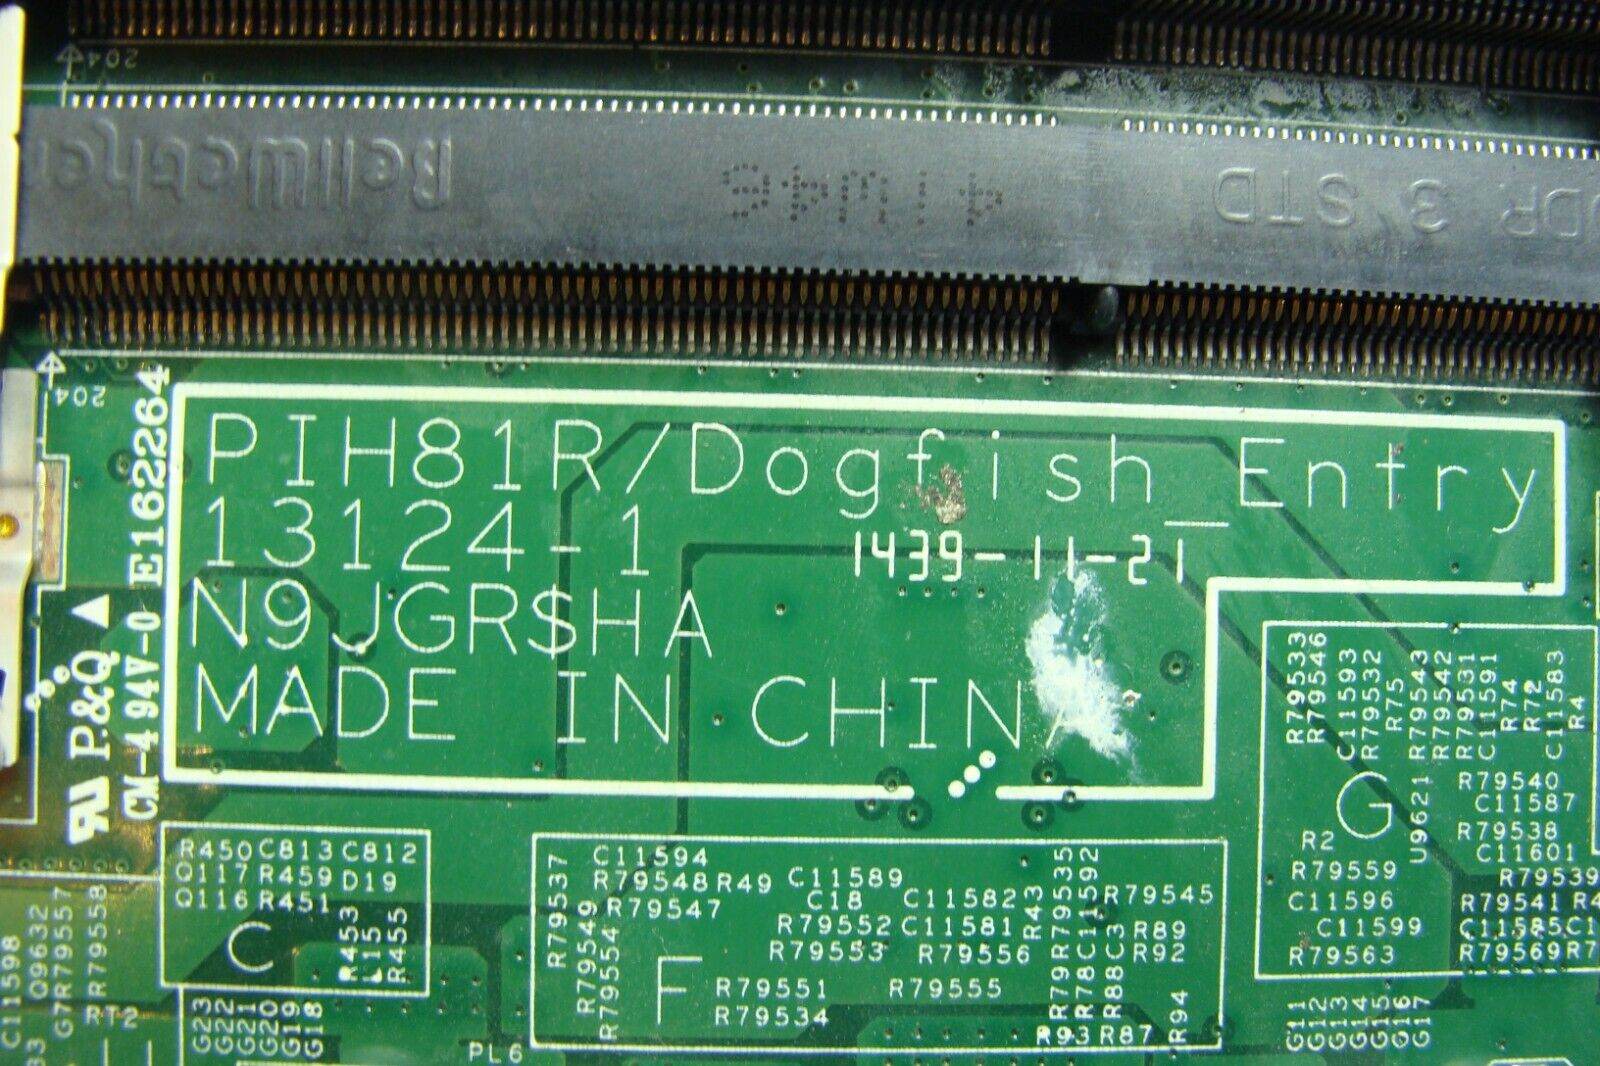 204
Bellwether
DDR 3 STD
204
PIH81R/Dogfish_Entry
13124-1
1439-11-21
N9JGR$HA
MADE IN CHINA
E162264
P.&Q
CM-4 94V-0
R450 C813 C812
Q117 R459 D19
Q116 R451
C
R453
L15
R455
R79537
C11594
R79548 R49
R79547
R79549
R79554
C11589
C18
C11582
R79552 C11581
R79553
R79556
F
R79551
R79555
R79534
R43
R79535
C11592
R79545
R89
R92
R79
R78
R88 C3
R93 R87
R94
R79533
R79546
C11593
R79532
R75
R79543
R79542
R79531
C11591
R74
R72
C11583
R4
G
U9621
R79540
C11587
R79538
C11601
R2
R79559
R79539
C11596
R79541
C11599
C11585
R79563
R79569
C11598
G7
R79557
R79558
RT2
G23
G22
G21
G20
G19
G18
PL6
G11
G12
G13
G14
G15
G16
G17